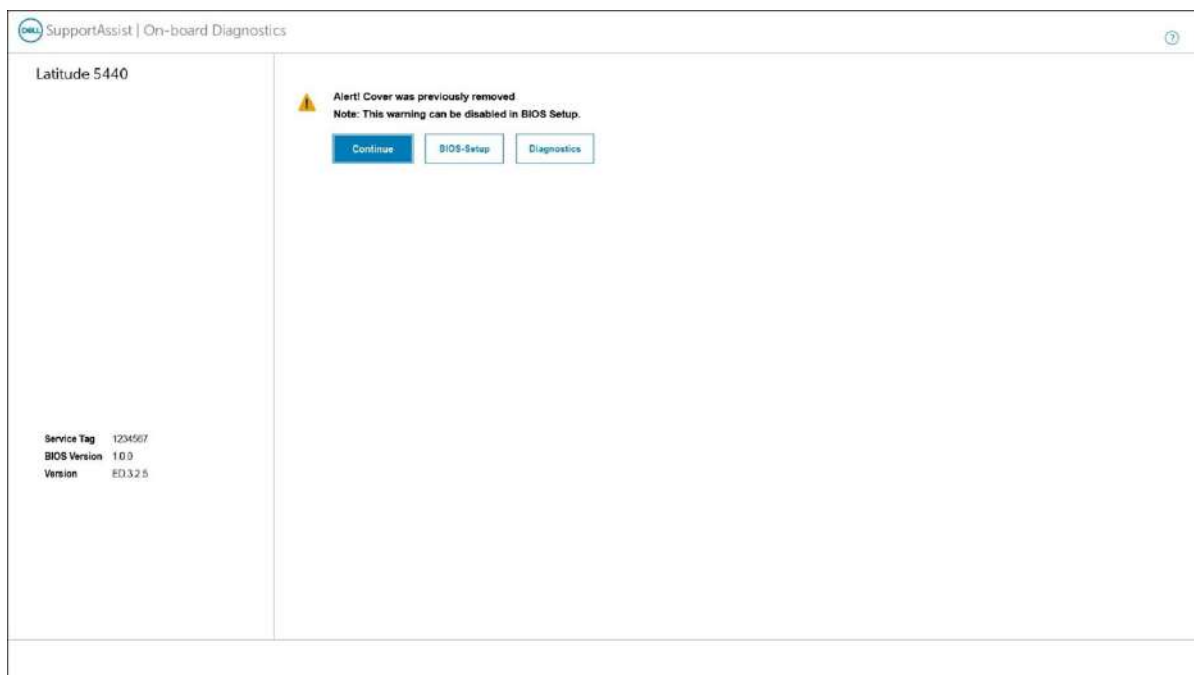 DELL SupportAssist | On-board Diagnostics
?
Latitude 5440
Alert! Cover was previously removed
Note: This warning can be disabled in BIOS Setup.
Continue BIOS-Setup Diagnostics
Service Tag 1234567
BIOS Version 1.0.0
Version ED.3.2.5